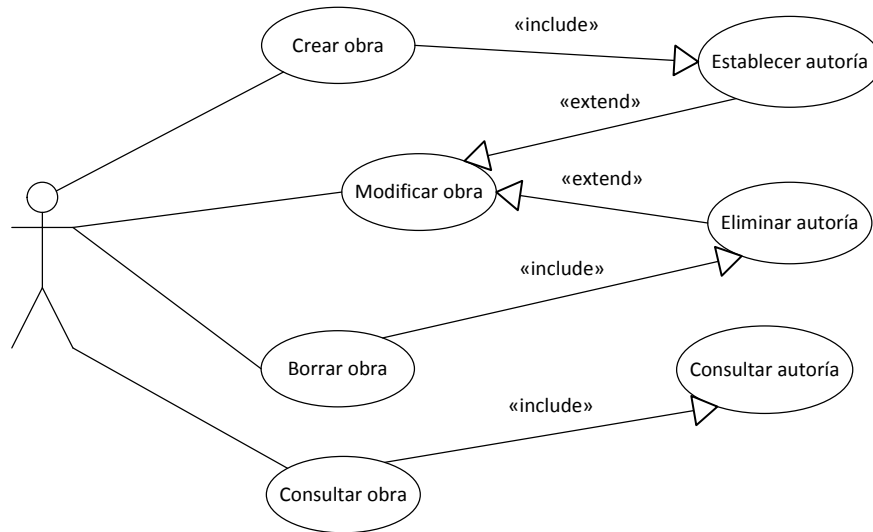 Crear obra
«include»
Establecer autoría
«extend»
Modificar obra
«extend»
Eliminar autoría
«include»
Borrar obra
Consultar autoría
«include»
Consultar obra